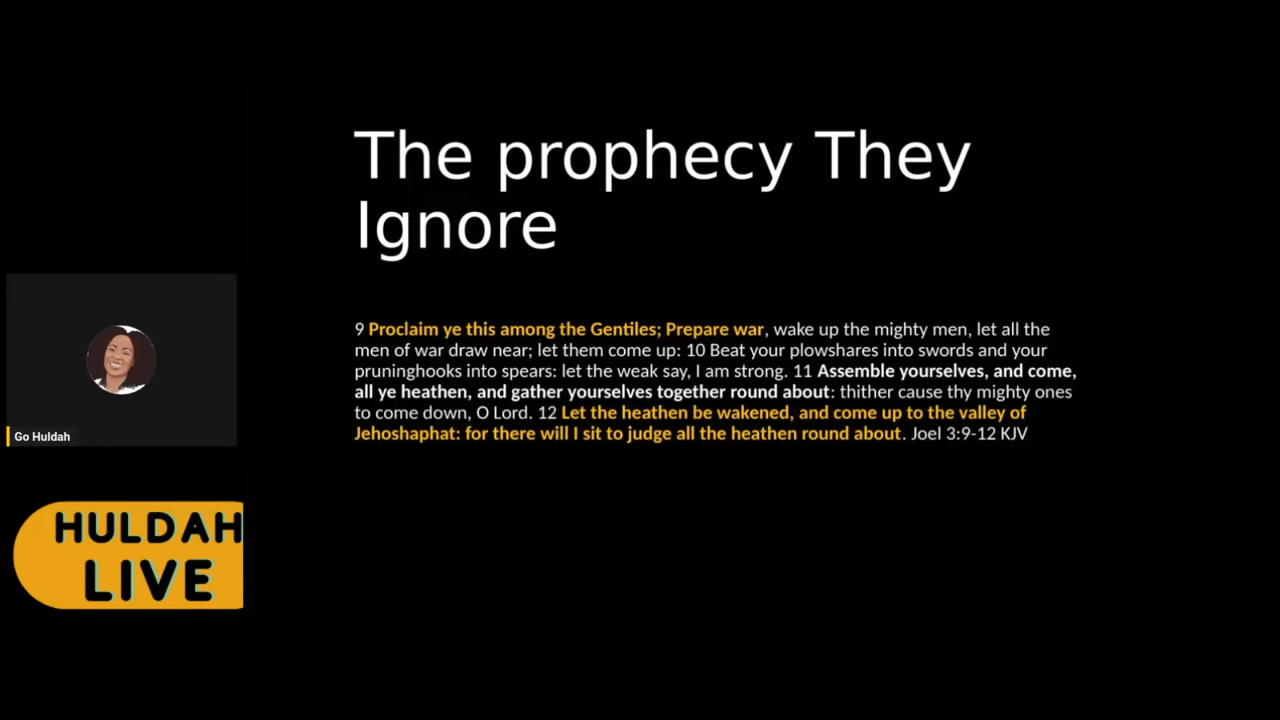 The prophecy They
Ignore
9 Proclaim ye this among the Gentiles; Prepare war, wake up the mighty men, let all the
men of war draw near; let them come up: 10 Beat your plowshares into swords and your
pruninghooks into spears: let the weak say, I am strong. 11 Assemble yourselves, and come,
all ye heathen, and gather yourselves together round about: thither cause thy mighty ones
to come down, O Lord. 12 Let the heathen be wakened, and come up to the valley of
Jehoshaphat: for there will I sit to judge all the heathen round about. Joel 3:9-12 KJV
Go Huldah
HULDAH
LIVE